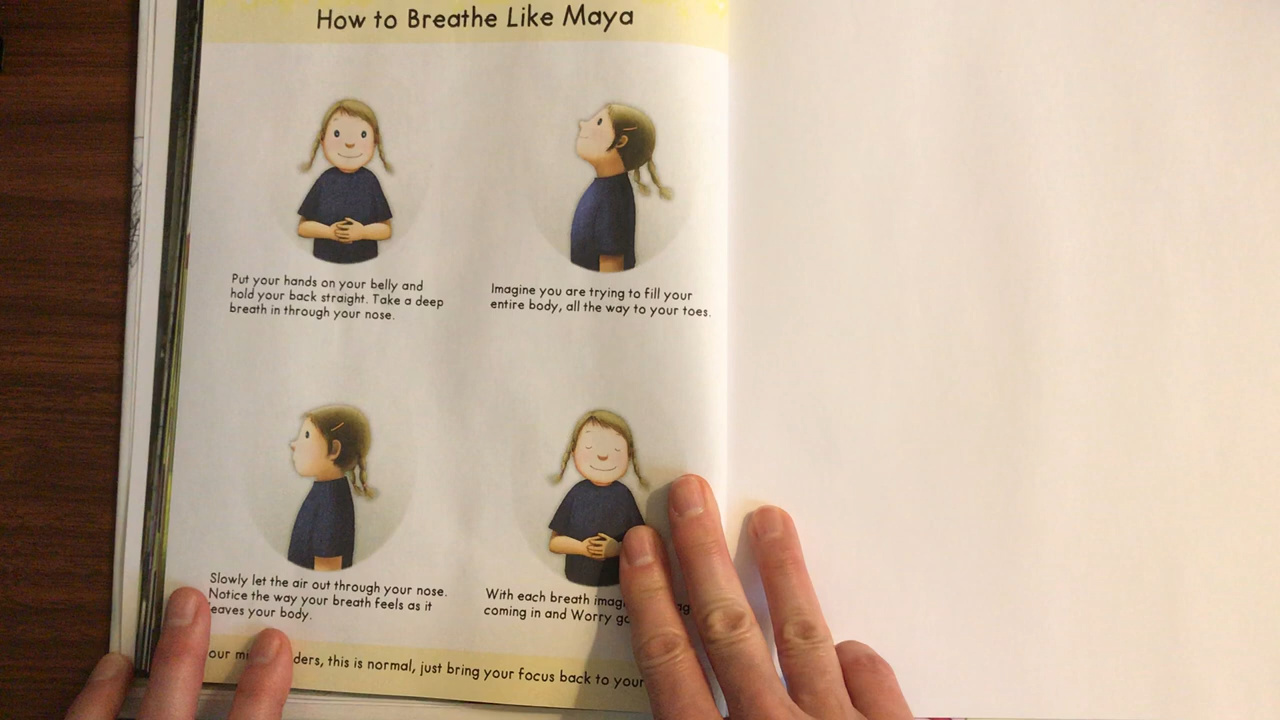 How to Breathe Like Maya
Put your hands on your belly and
hold your back straight. Take a deep
breath in through your nose.
Imagine you are trying to fill your
entire body, all the way to your toes.
Slowly let the air out through your nose.
Notice the way your breath feels as it
leaves your body.
With each breath
coming in and Worry
this is normal, just bring your focus back to your